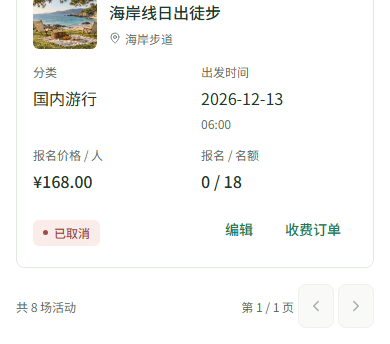 海岸线日出徒步
海岸步道
分类
出发时间
国内游行
2026-12-13
06:00
报名价格 / 人
报名 / 名额
¥168.00
0 / 18
已取消
编辑
收费订单
共 8 场活动
第 1 / 1 页